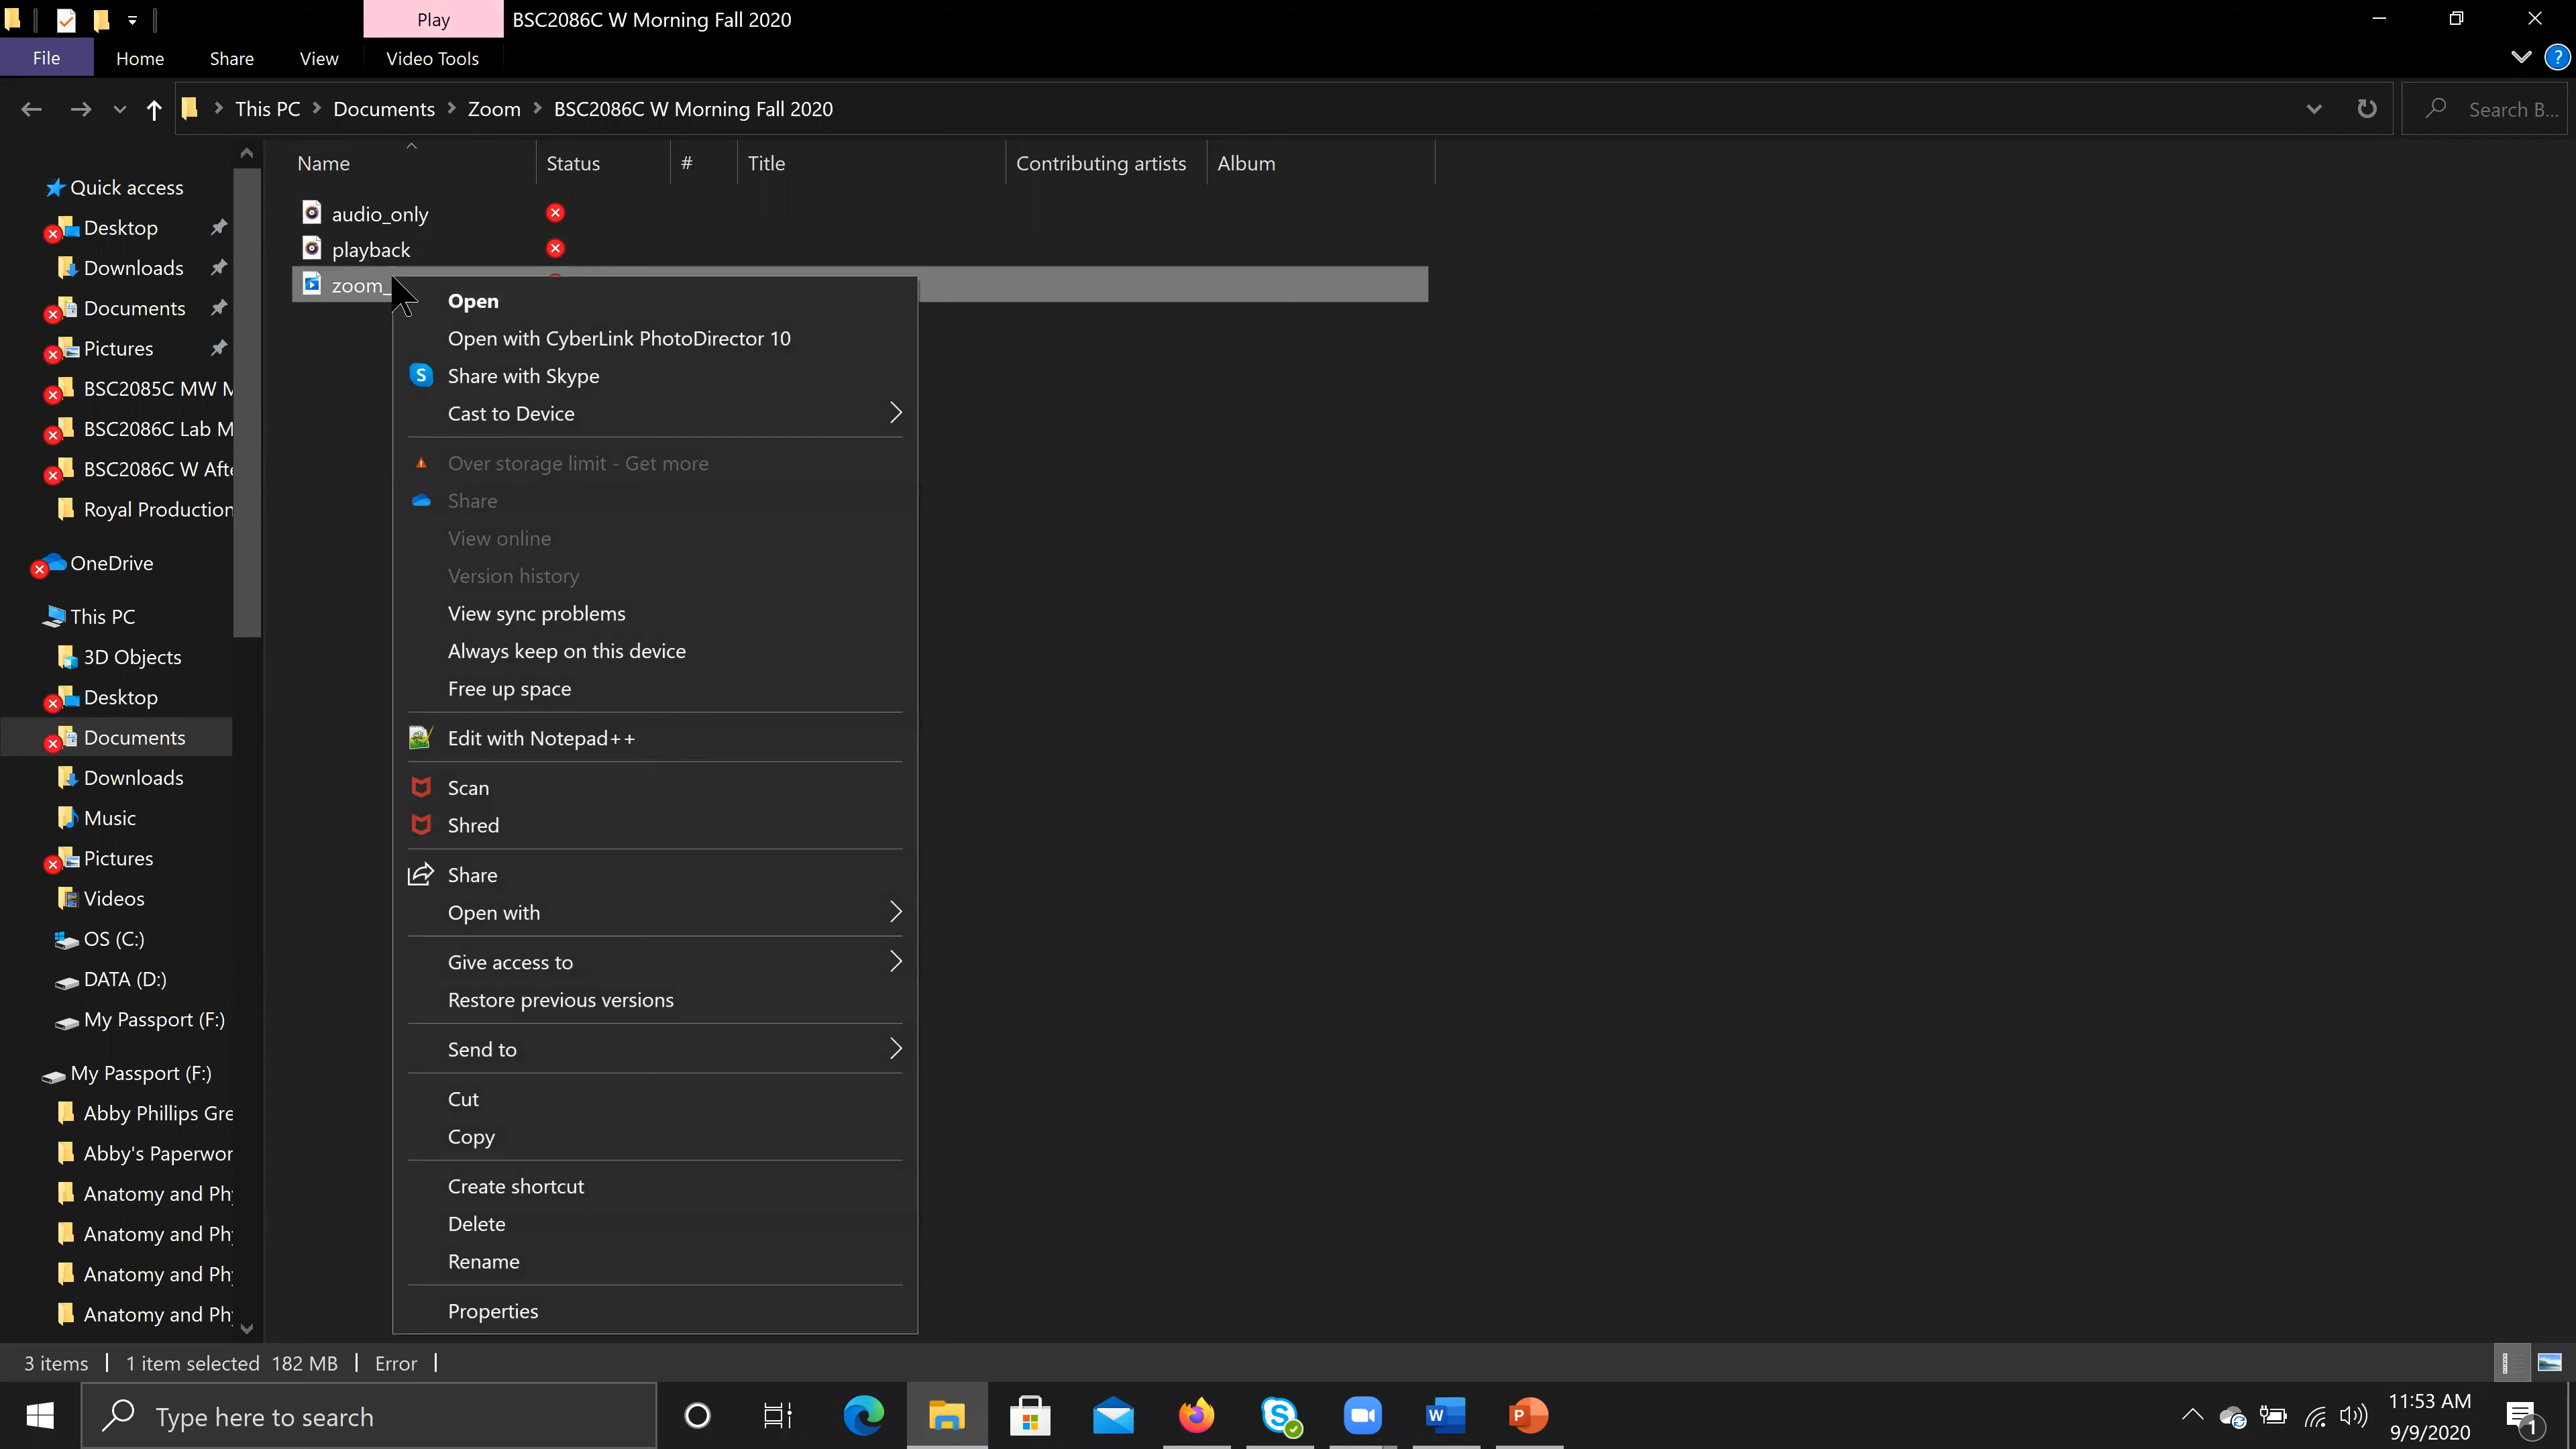 Play
BSC2086C W Morning Fall 2020
File
Home
Share
View
Video Tools
?
This PC
Documents
Zoom
BSC2086C W Morning Fall 2020
Search B...
Name
Status
#
Title
Contributing artists
Album
Quick access
Desktop
Downloads
Documents
Pictures
BSC2085C MW M
BSC2086C Lab M
BSC2086C W Afte
Royal Production
OneDrive
This PC
3D Objects
Desktop
Documents
Downloads
Music
Pictures
Videos
OS (C:)
DATA (D:)
My Passport (F:)
My Passport (F:)
Abby Phillips Gre
Abby's Paperwor
Anatomy and Phy
Anatomy and Phy
Anatomy and Phy
Anatomy and Phy
audio_only
playback
zoom_
Open
Open with CyberLink PhotoDirector 10
S
Share with Skype
Cast to Device
Over storage limit - Get more
Share
View online
Version history
View sync problems
Always keep on this device
Free up space
Edit with Notepad++
Scan
Shred
Share
Open with
Give access to
Restore previous versions
Send to
Cut
Copy
Create shortcut
Delete
Rename
Properties
3 items
1 item selected 182 MB
Error
Type here to search
S
W
P
11:53 AM
9/9/2020
1